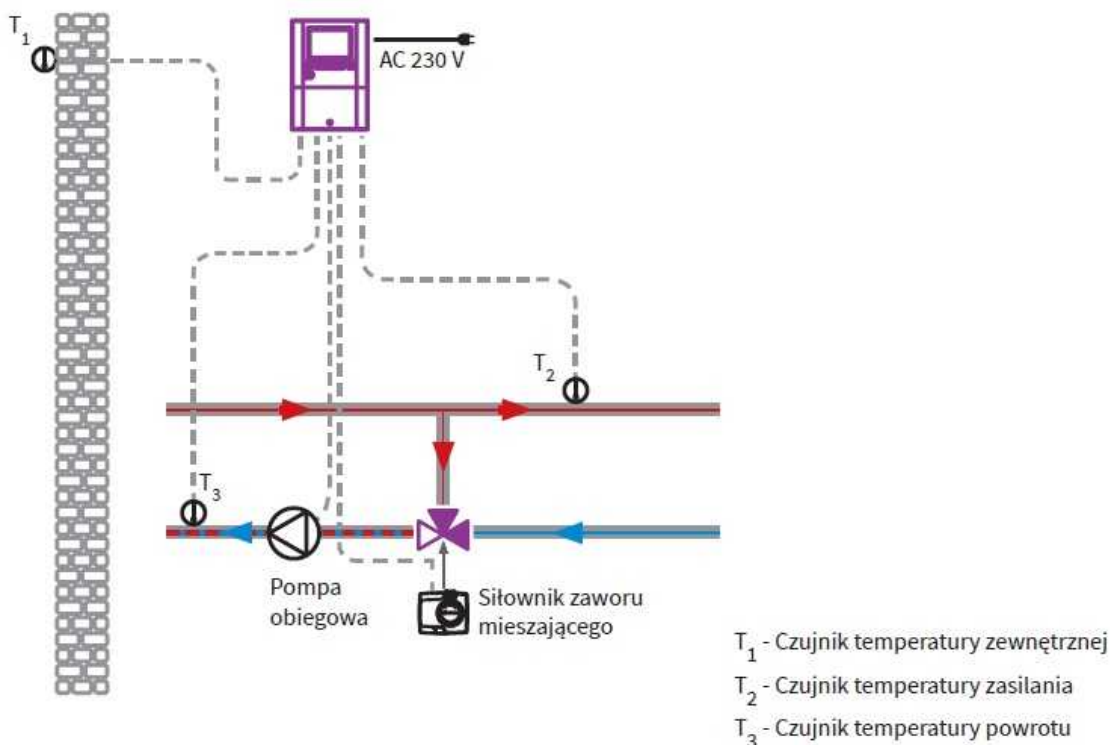 T1
AC 230 V
T2
T3
Pompa
obiegowa
Siłownik zaworu
mieszającego
T1 - Czujnik temperatury zewnętrznej
T2 - Czujnik temperatury zasilania
T3 - Czujnik temperatury powrotu